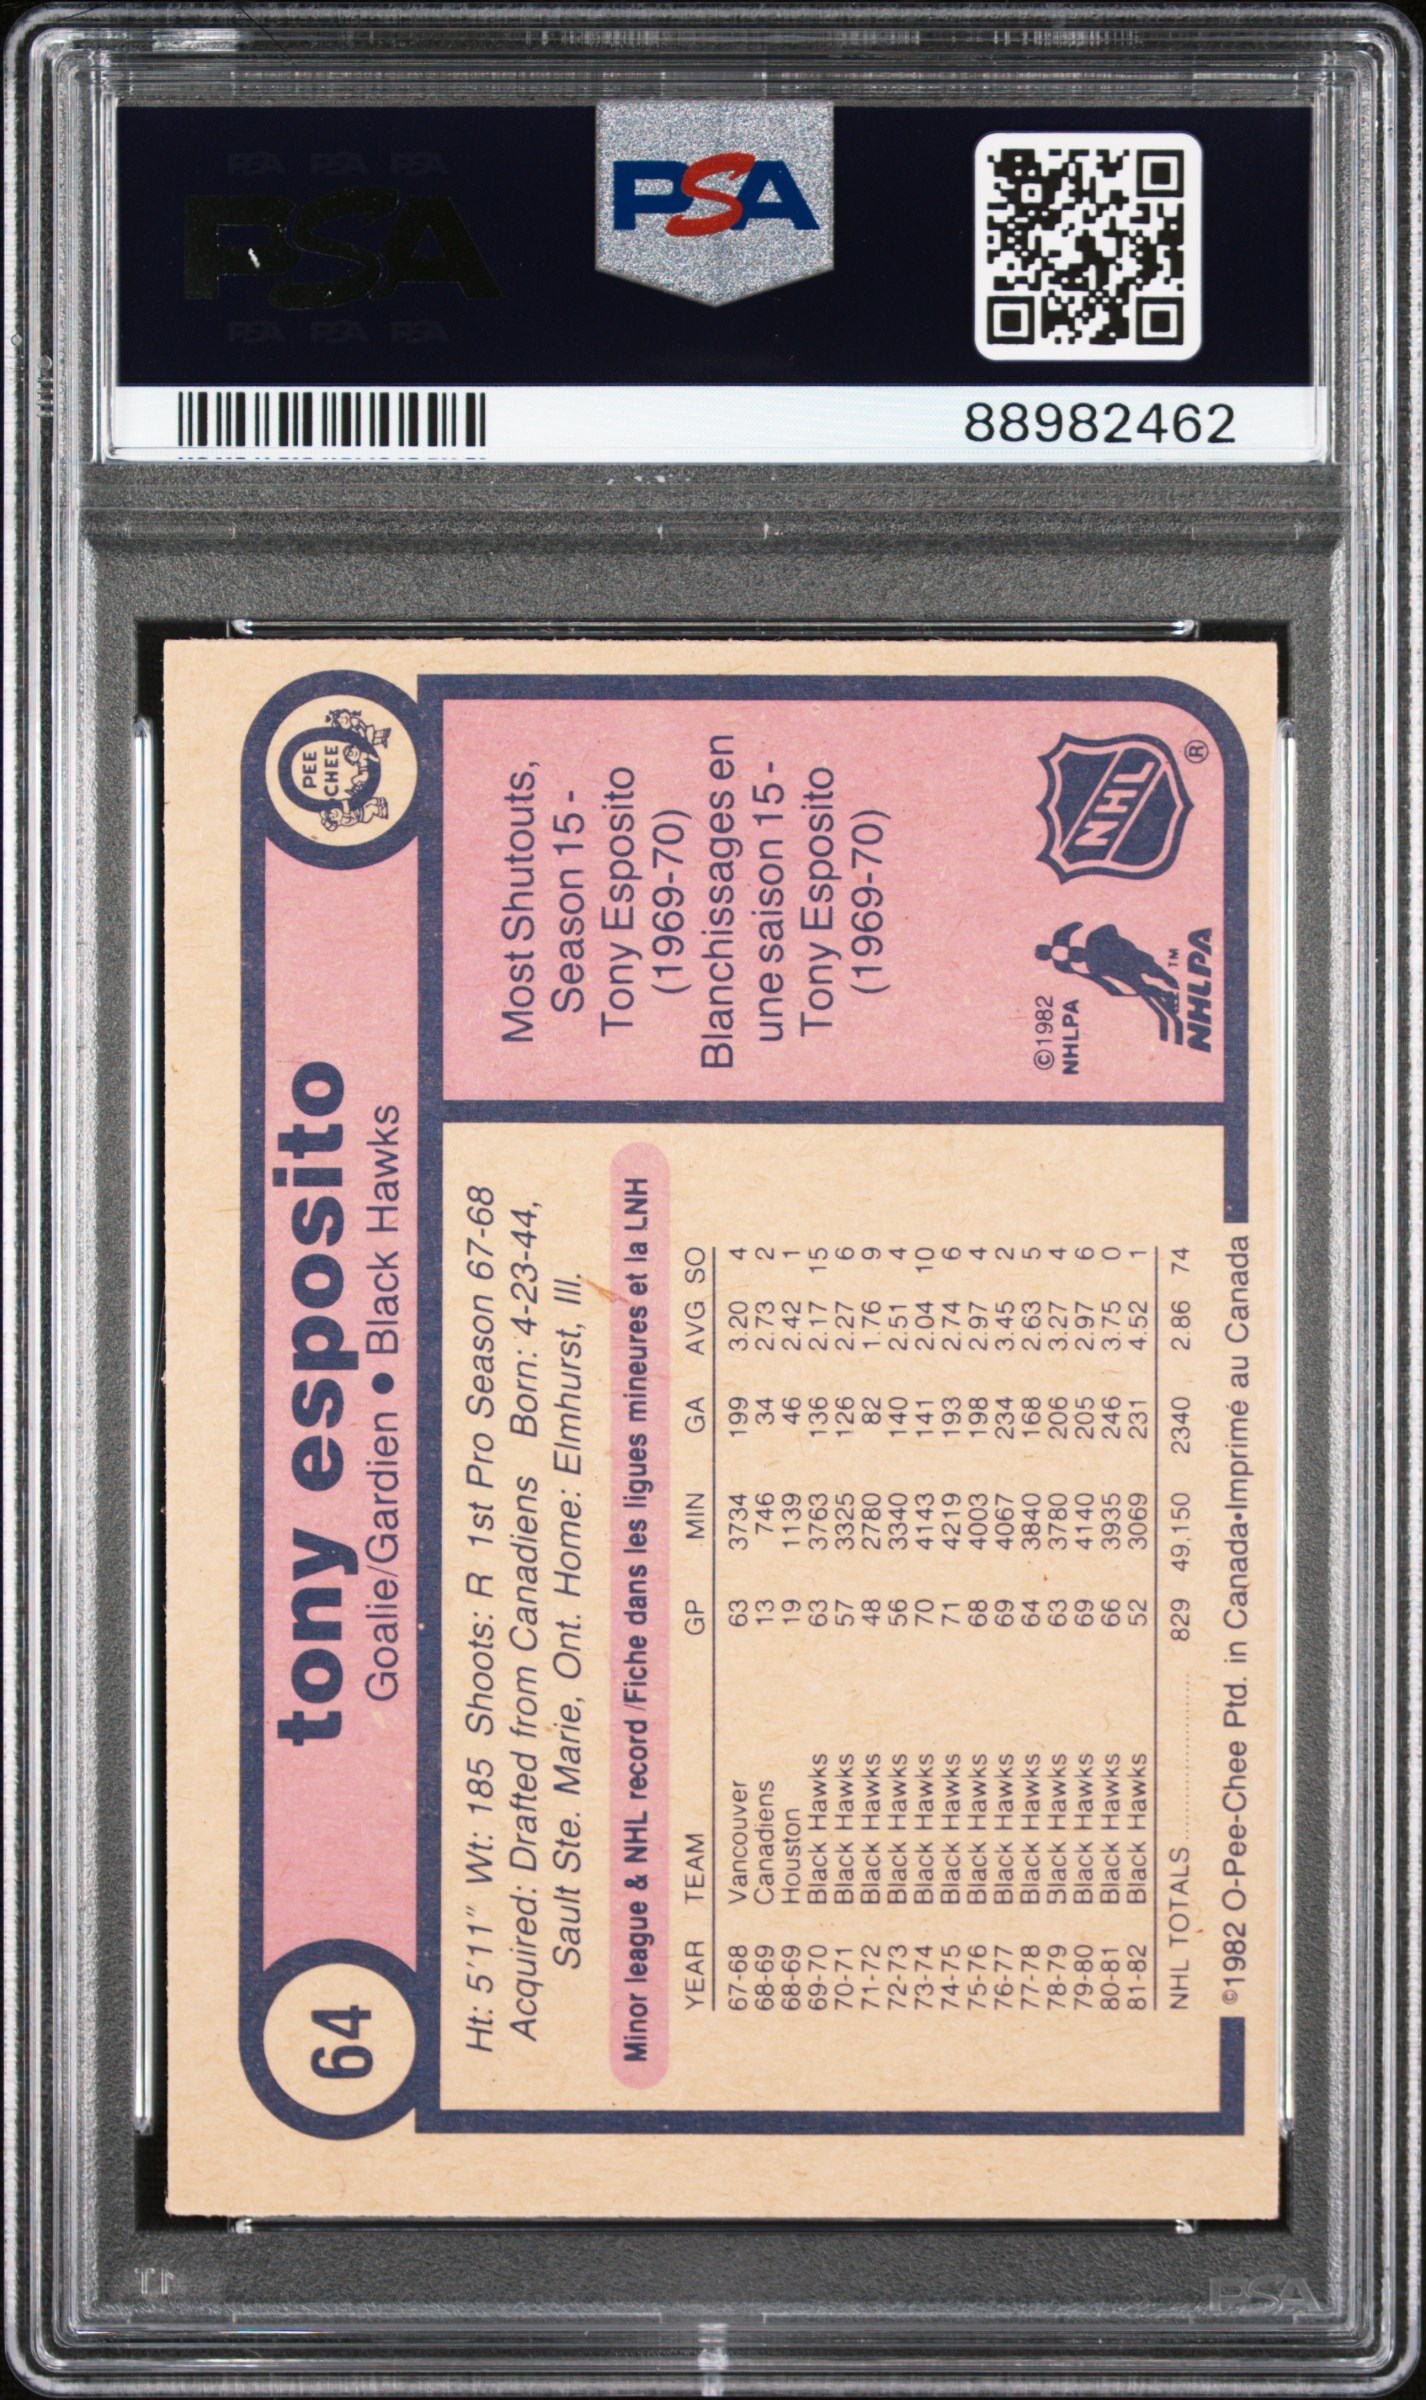 PSA PSA PSA
PSA
PSA PSA PSA
PSA
88982462
64
tony esposito
Goalie/Gardien • Black Hawks
O
PEE
CHEE
Ht: 5'11" Wt: 185 Shoots: R 1st Pro Season 67-68
Acquired: Drafted from Canadiens Born: 4-23-44,
Sault Ste. Marie, Ont. Home: Elmhurst, Ill.
Minor league & NHL record/Fiche dans les ligues mineures et la LNH
YEAR TEAM GP MIN GA AVG SO
67-68 Vancouver 63 3734 199 3.20 4
68-69 Canadiens 13 746 34 2.73 2
68-69 Houston 19 1139 46 2.42 1
69-70 Black Hawks 63 3763 136 2.17 15
70-71 Black Hawks 57 3325 126 2.27 6
71-72 Black Hawks 48 2780 82 1.76 9
72-73 Black Hawks 56 3340 140 2.51 4
73-74 Black Hawks 70 4143 141 2.04 10
74-75 Black Hawks 71 4219 193 2.74 6
75-76 Black Hawks 68 4003 198 2.97 4
76-77 Black Hawks 69 4067 234 3.45 2
77-78 Black Hawks 64 3840 168 2.63 5
78-79 Black Hawks 63 3780 206 3.27 4
79-80 Black Hawks 69 4140 205 2.97 6
80-81 Black Hawks 66 3935 246 3.75 0
81-82 Black Hawks 52 3069 231 4.52 1
NHL TOTALS .................... 829 49,150 2340 2.86 74
©1982 O-Pee-Chee Ptd. in Canada•Imprimé au Canada
Most Shutouts,
Season 15 -
Tony Esposito
(1969-70)
Blanchissages en
une saison 15 -
Tony Esposito
(1969-70)
©1982
NHLPA
TM
NHLPA
NHL
®
PSA